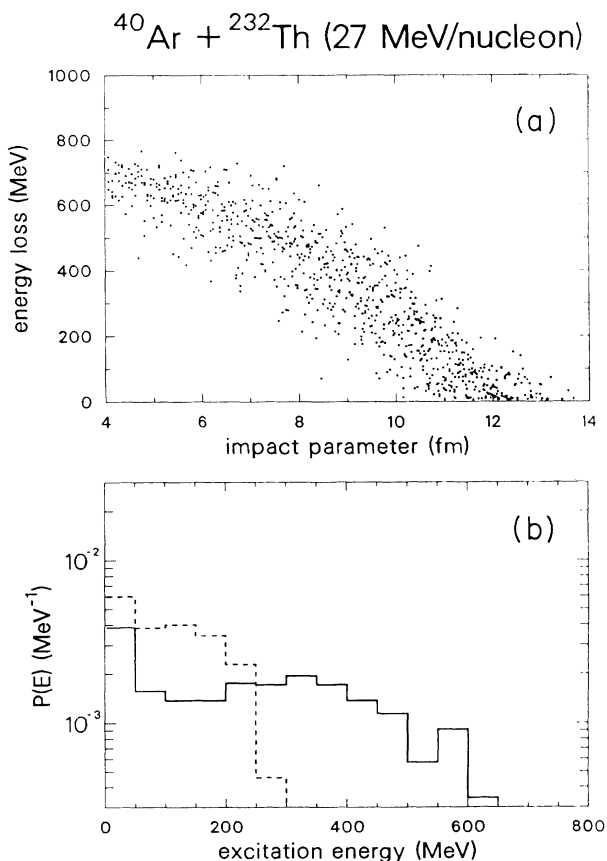 ⁴⁰Ar + ²³²Th (27 MeV/nucleon)
1000
(a)
800
600
400
200
0
energy loss (MeV)
4 6 8 10 12 14
impact parameter (fm)
(b)
10⁻²
10⁻³
P(E) (MeV⁻¹)
0 200 400 600 800
excitation energy (MeV)